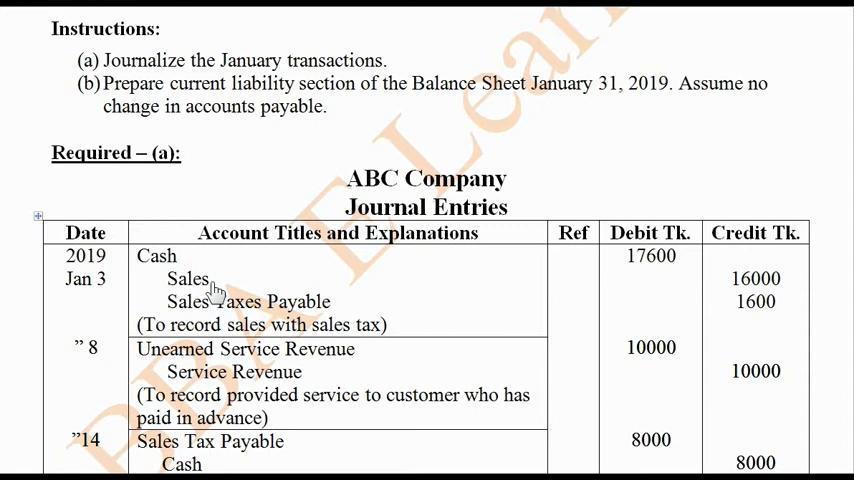 Instructions:
(a) Journalize the January transactions.
(b) Prepare current liability section of the Balance Sheet January 31, 2019. Assume no
change in accounts payable.
Required – (a):
ABC Company
Journal Entries
Date Account Titles and Explanations Ref Debit Tk. Credit Tk.
2019 Cash 17600
Jan 3 Sales 16000
Sales Taxes Payable 1600
(To record sales with sales tax)
” 8 Unearned Service Revenue 10000
Service Revenue 10000
(To record provided service to customer who has
paid in advance)
”14 Sales Tax Payable 8000
Cash 8000
BBA E Learn